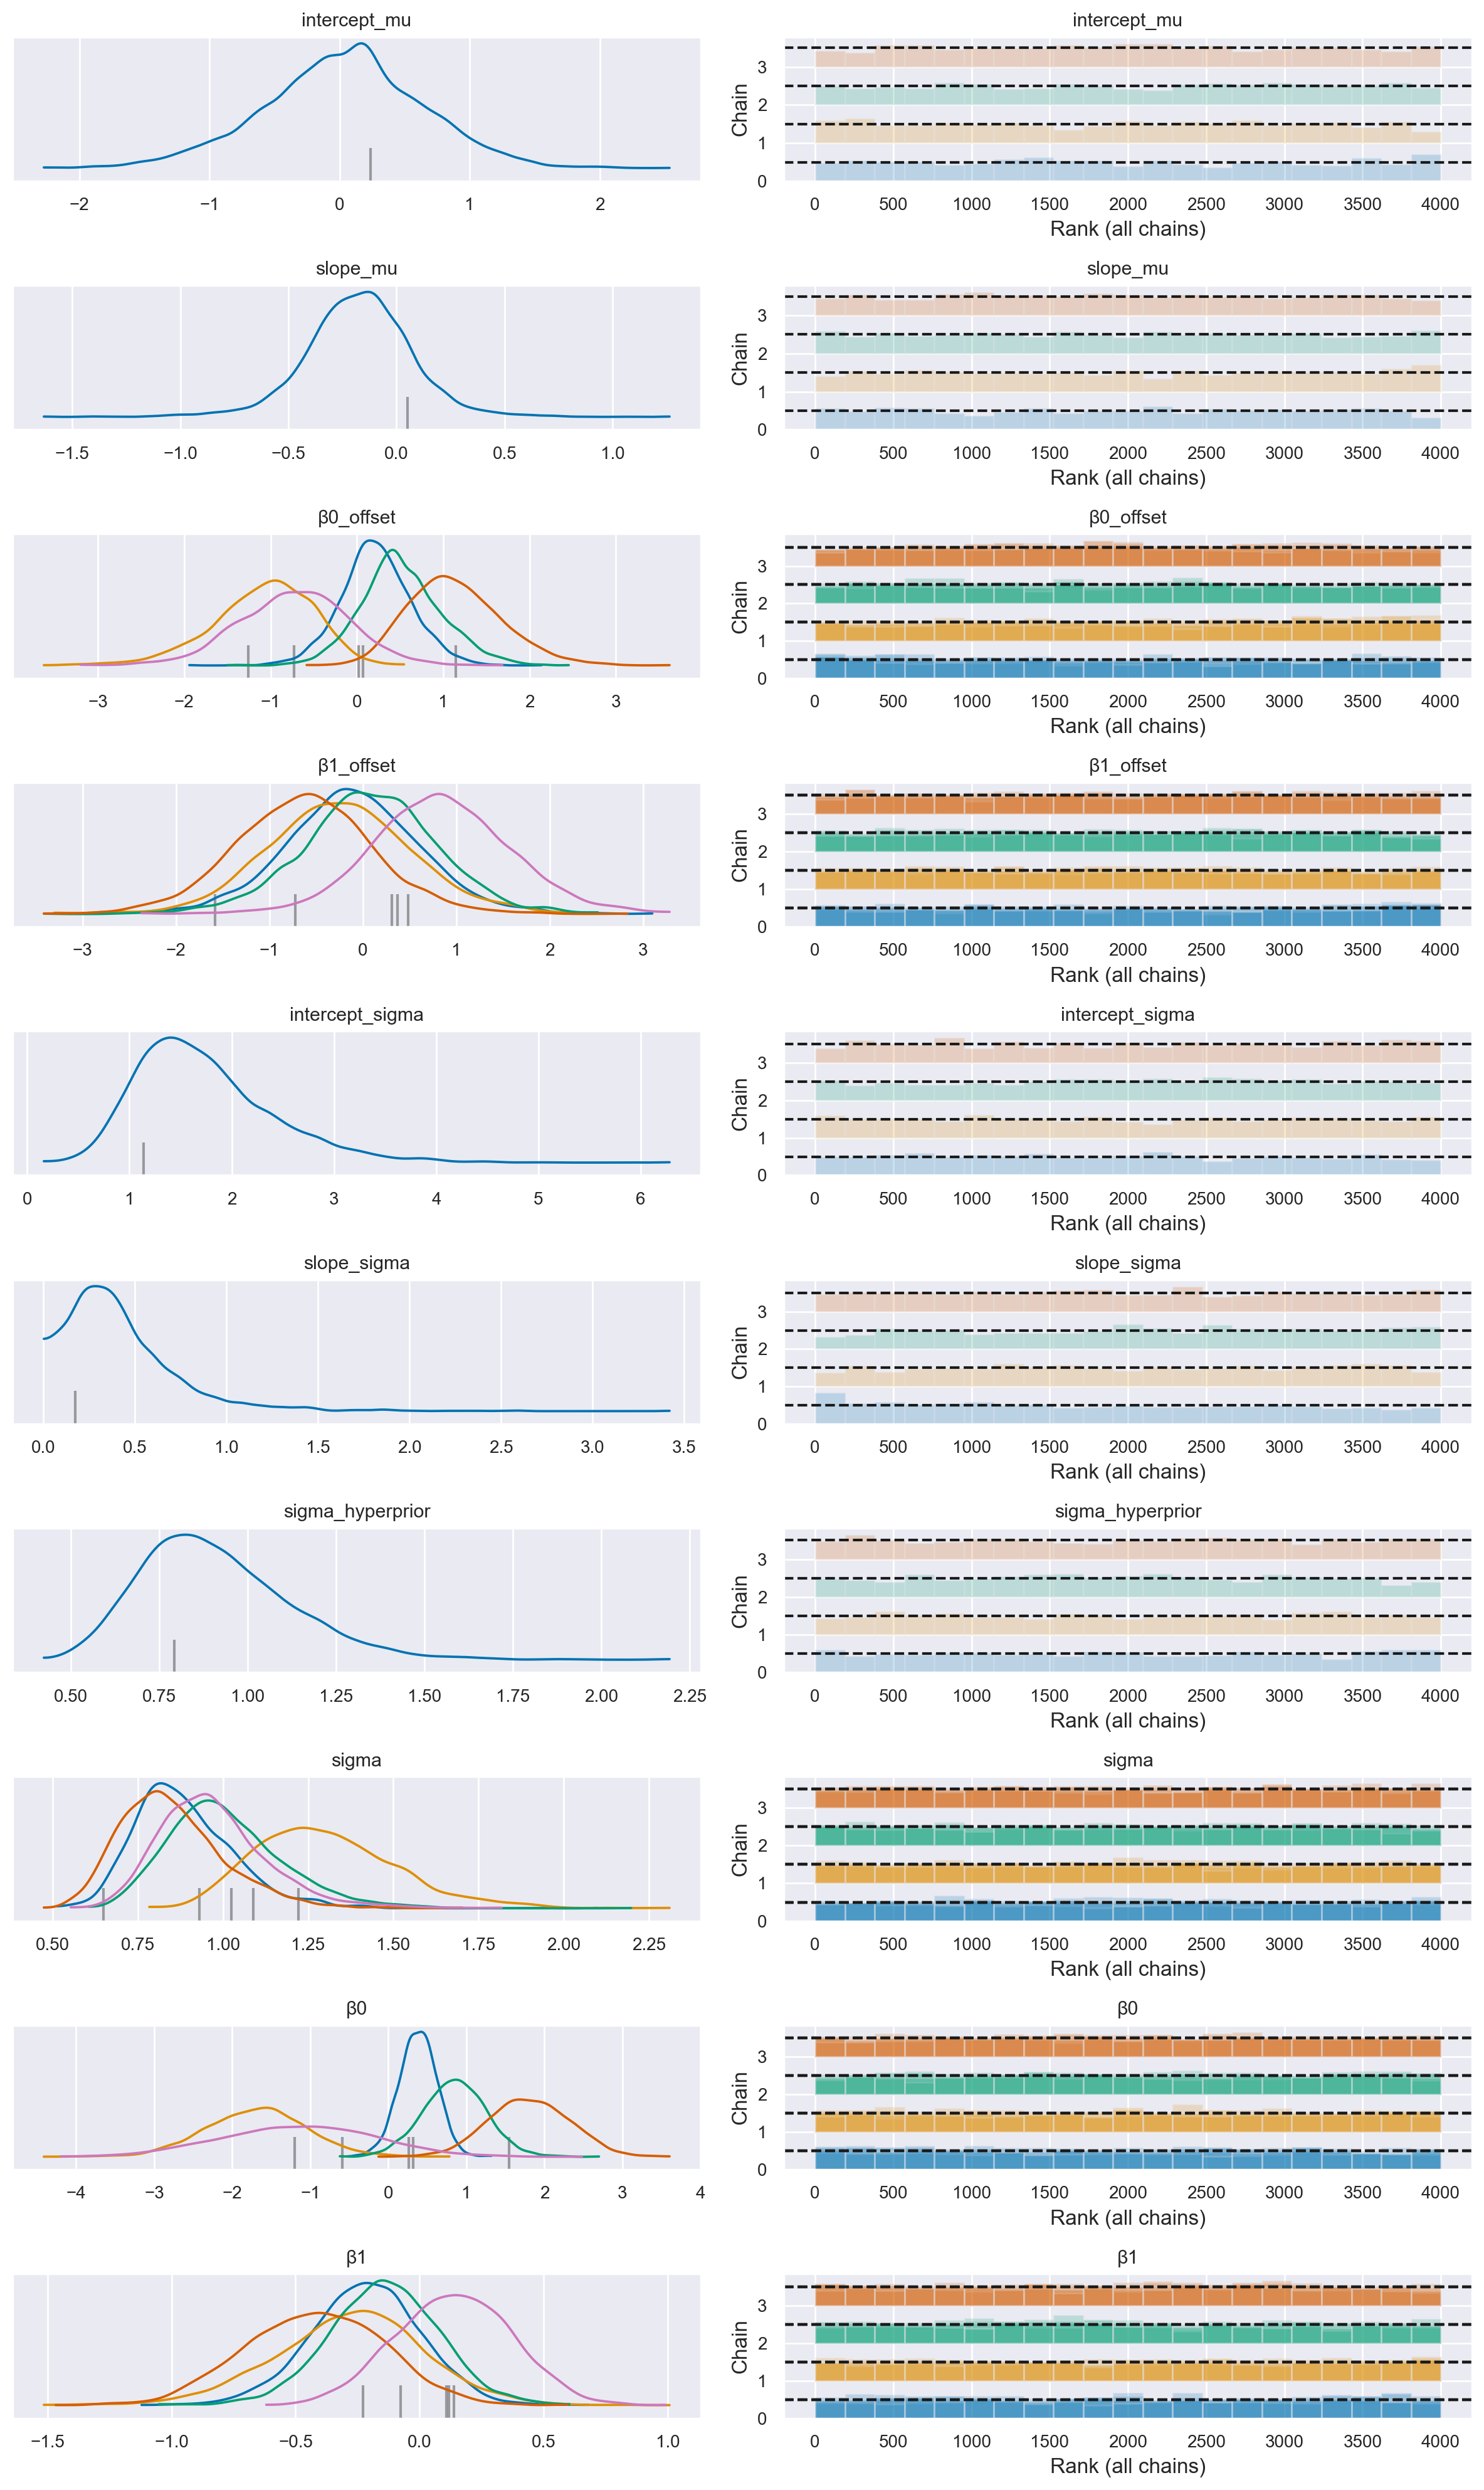 intercept_mu intercept_mu
Chain
3
2
1
0
−2 −1 0 1 2 0 500 1000 1500 2000 2500 3000 3500 4000
Rank (all chains)
slope_mu slope_mu
Chain
3
2
1
0
−1.5 −1.0 −0.5 0.0 0.5 1.0 0 500 1000 1500 2000 2500 3000 3500 4000
Rank (all chains)
β0_offset β0_offset
Chain
3
2
1
0
−3 −2 −1 0 1 2 3 0 500 1000 1500 2000 2500 3000 3500 4000
Rank (all chains)
β1_offset β1_offset
Chain
3
2
1
0
−3 −2 −1 0 1 2 3 0 500 1000 1500 2000 2500 3000 3500 4000
Rank (all chains)
intercept_sigma intercept_sigma
Chain
3
2
1
0
0 1 2 3 4 5 6 0 500 1000 1500 2000 2500 3000 3500 4000
Rank (all chains)
slope_sigma slope_sigma
Chain
3
2
1
0
0.0 0.5 1.0 1.5 2.0 2.5 3.0 3.5 0 500 1000 1500 2000 2500 3000 3500 4000
Rank (all chains)
sigma_hyperprior sigma_hyperprior
Chain
3
2
1
0
0.50 0.75 1.00 1.25 1.50 1.75 2.00 2.25 0 500 1000 1500 2000 2500 3000 3500 4000
Rank (all chains)
sigma sigma
Chain
3
2
1
0
0.50 0.75 1.00 1.25 1.50 1.75 2.00 2.25 0 500 1000 1500 2000 2500 3000 3500 4000
Rank (all chains)
β0 β0
Chain
3
2
1
0
−4 −3 −2 −1 0 1 2 3 4 0 500 1000 1500 2000 2500 3000 3500 4000
Rank (all chains)
β1 β1
Chain
3
2
1
0
−1.5 −1.0 −0.5 0.0 0.5 1.0 0 500 1000 1500 2000 2500 3000 3500 4000
Rank (all chains)